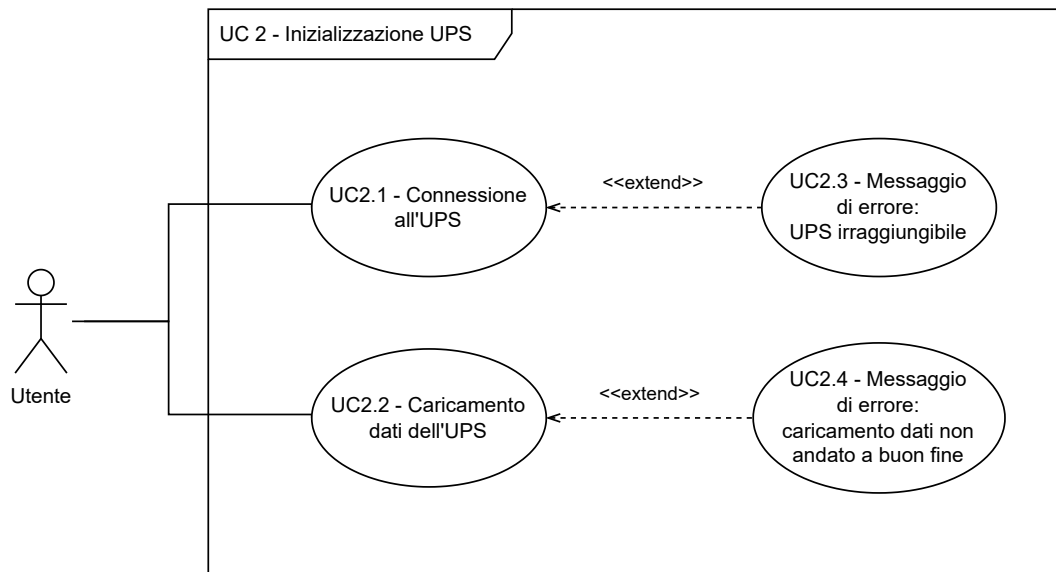 UC 2 - Inizializzazione UPS
UC2.1 - Connessione
all'UPS
<<extend>>
UC2.3 - Messaggio
di errore:
UPS irraggiungibile
Utente
UC2.2 - Caricamento
dati dell'UPS
<<extend>>
UC2.4 - Messaggio
di errore:
caricamento dati non
andato a buon fine